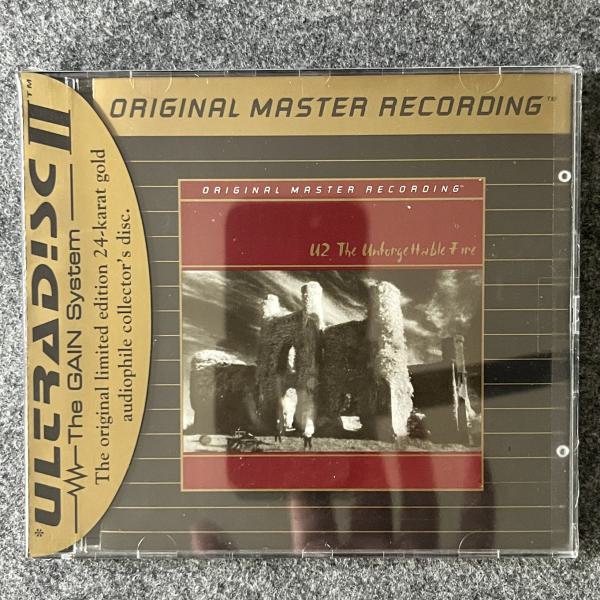 ORIGINAL MASTER RECORDING™
*ULTRADISC II™
The GAIN System
The original limited edition 24-karat gold
audiophile collector's disc.
ORIGINAL MASTER RECORDING™
U2 The Unforgettable Fire